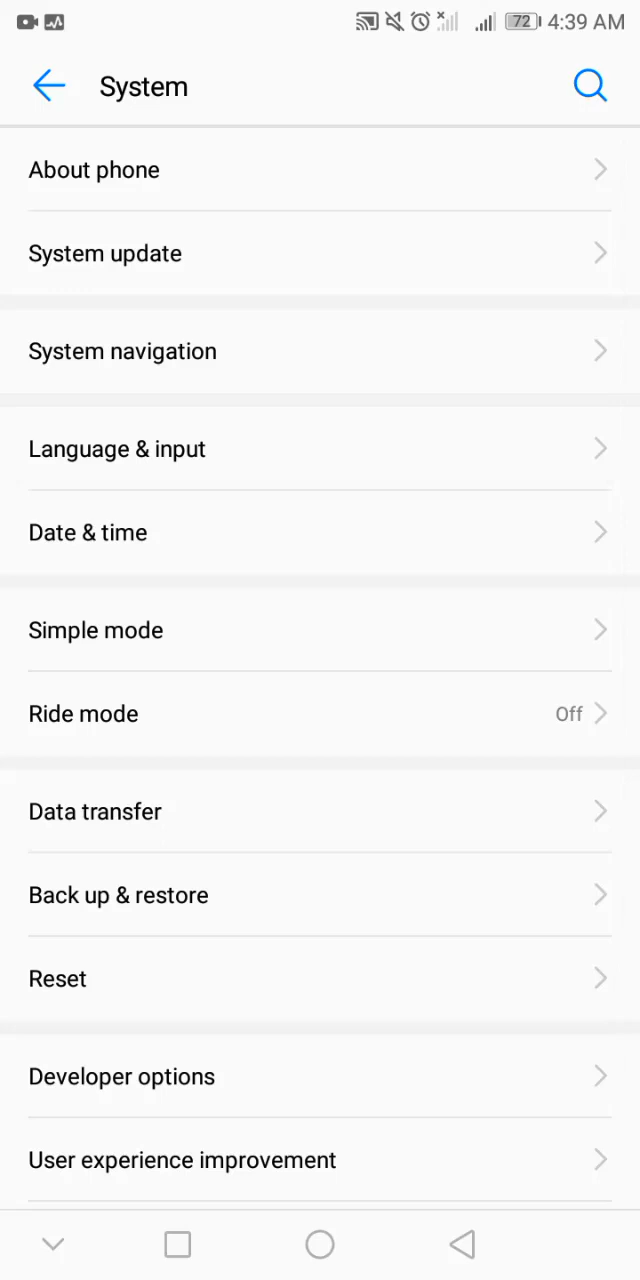 72 4:39 AM
System
About phone
System update
System navigation
Language & input
Date & time
Simple mode
Ride mode Off
Data transfer
Back up & restore
Reset
Developer options
User experience improvement